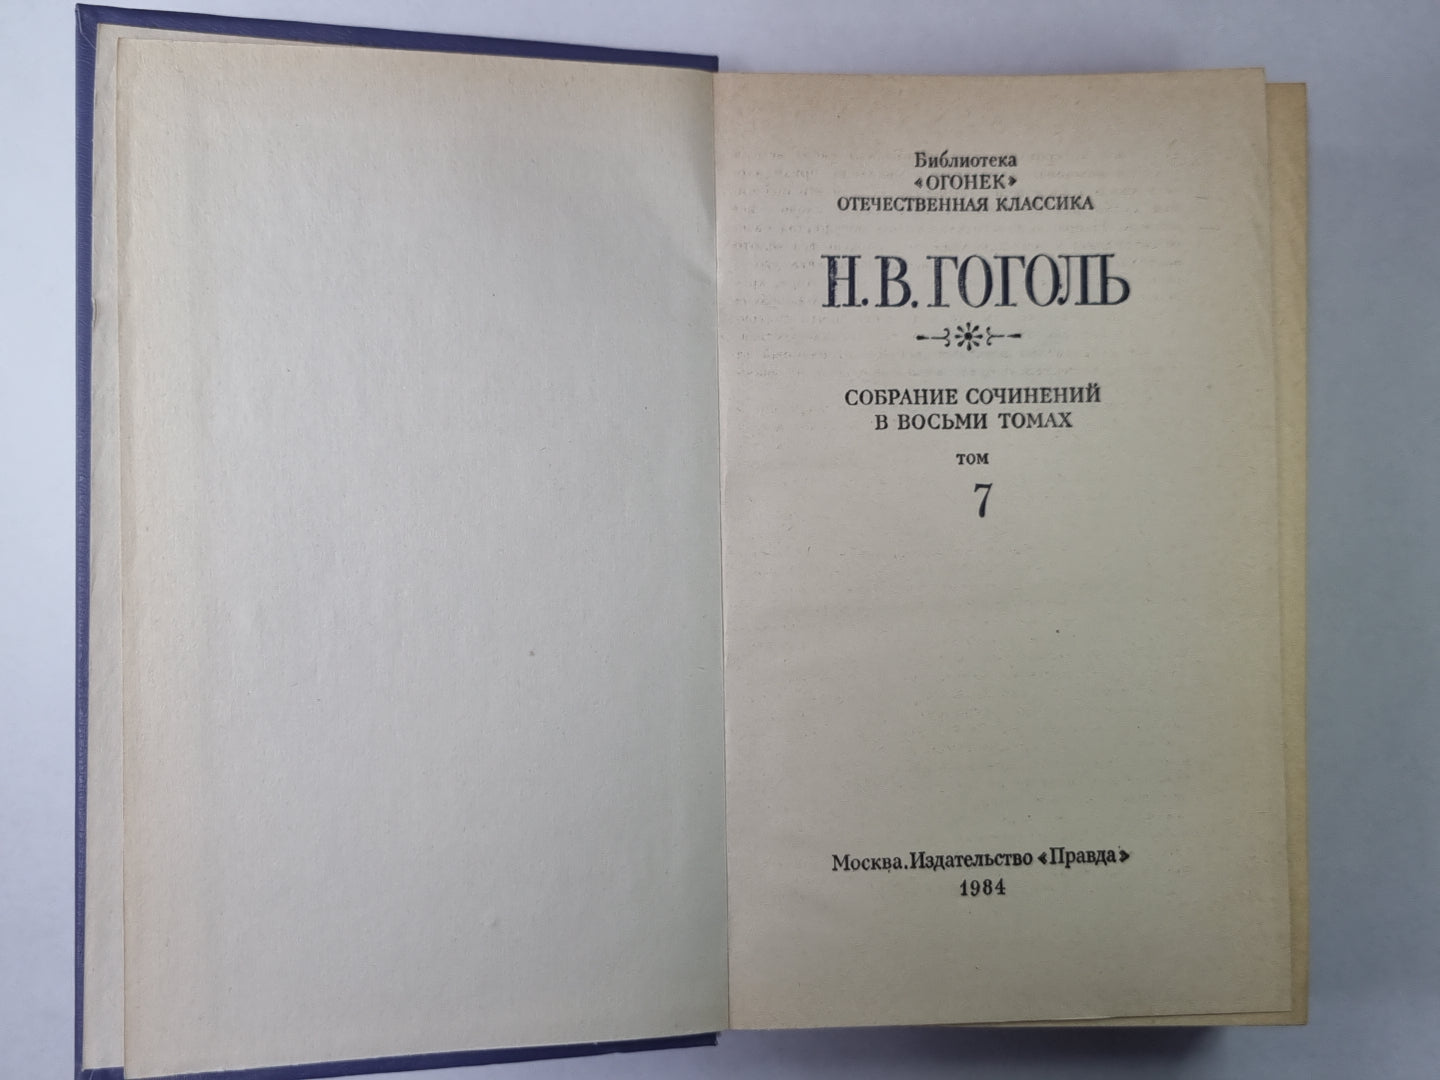 Библиотека
«ОГОНЕК»
ОТЕЧЕСТВЕННАЯ КЛАССИКА
Н.В.ГОГОЛЬ
СОБРАНИЕ СОЧИНЕНИЙ
В ВОСЬМИ ТОМАХ
том
7
Москва.Издательство «Правда»
1984